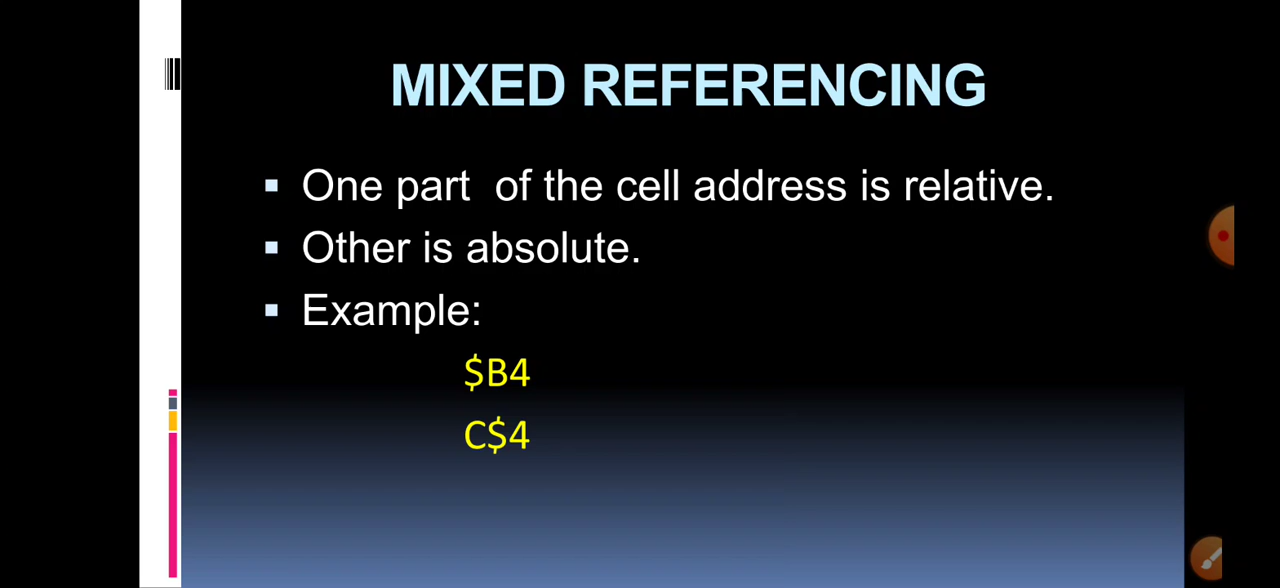 MIXED REFERENCING
One part of the cell address is relative.
Other is absolute.
Example:
$B4
C$4